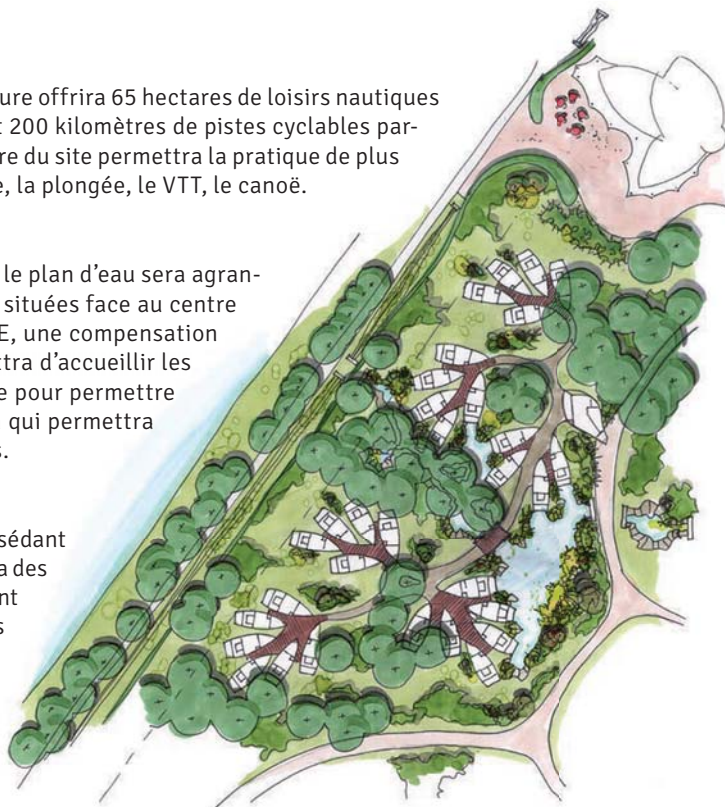 ure offrira 65 hectares de loisirs nautiques
t 200 kilomètres de pistes cyclables par-
re du site permettra la pratique de plus
e, la plongée, le VTT, le canoë.
le plan d’eau sera agran-
situées face au centre
E, une compensation
ttra d’accueillir les
e pour permettre
qui permettra
s.
sédant
a des
nt
s